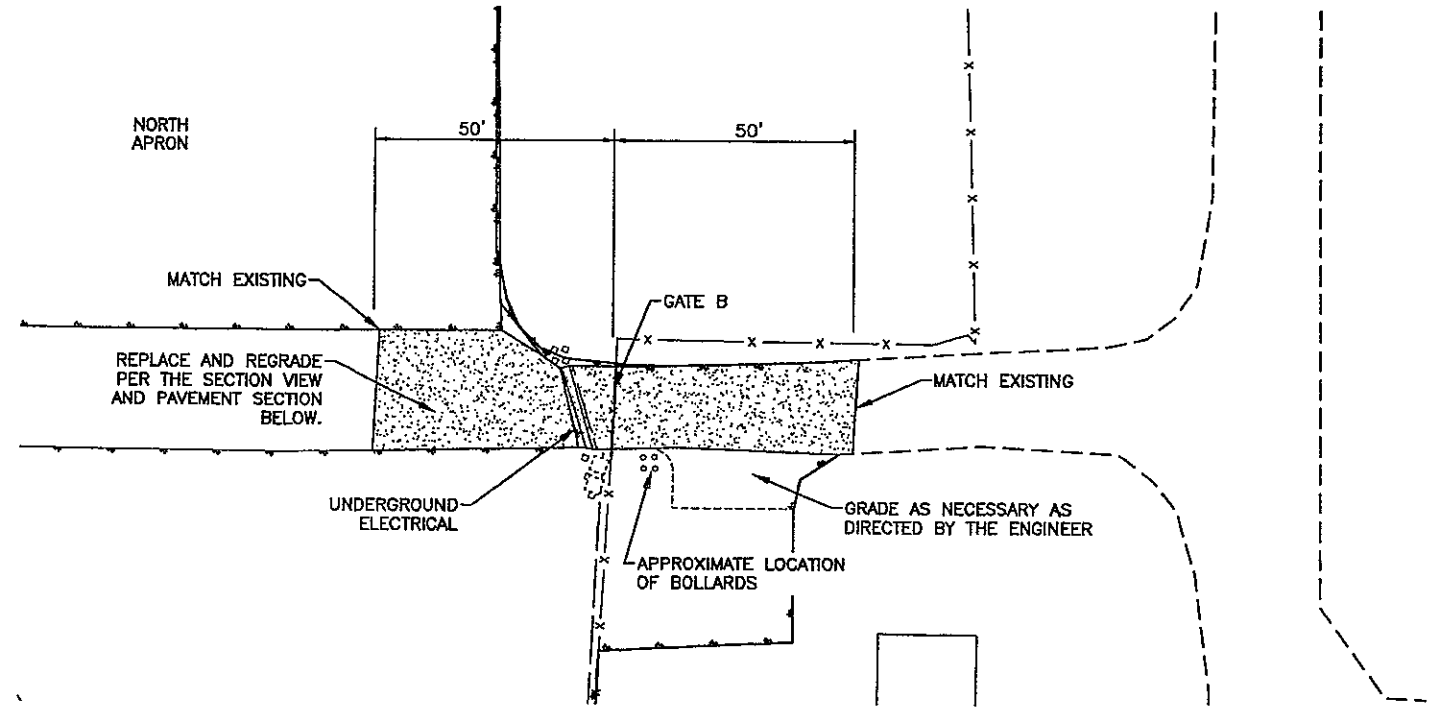 NORTH
APRON
50'
50'
MATCH EXISTING
GATE B
REPLACE AND REGRADE
PER THE SECTION VIEW
AND PAVEMENT SECTION
BELOW.
MATCH EXISTING
UNDERGROUND
ELECTRICAL
GRADE AS NECESSARY AS
DIRECTED BY THE ENGINEER
APPROXIMATE LOCATION
OF BOLLARDS